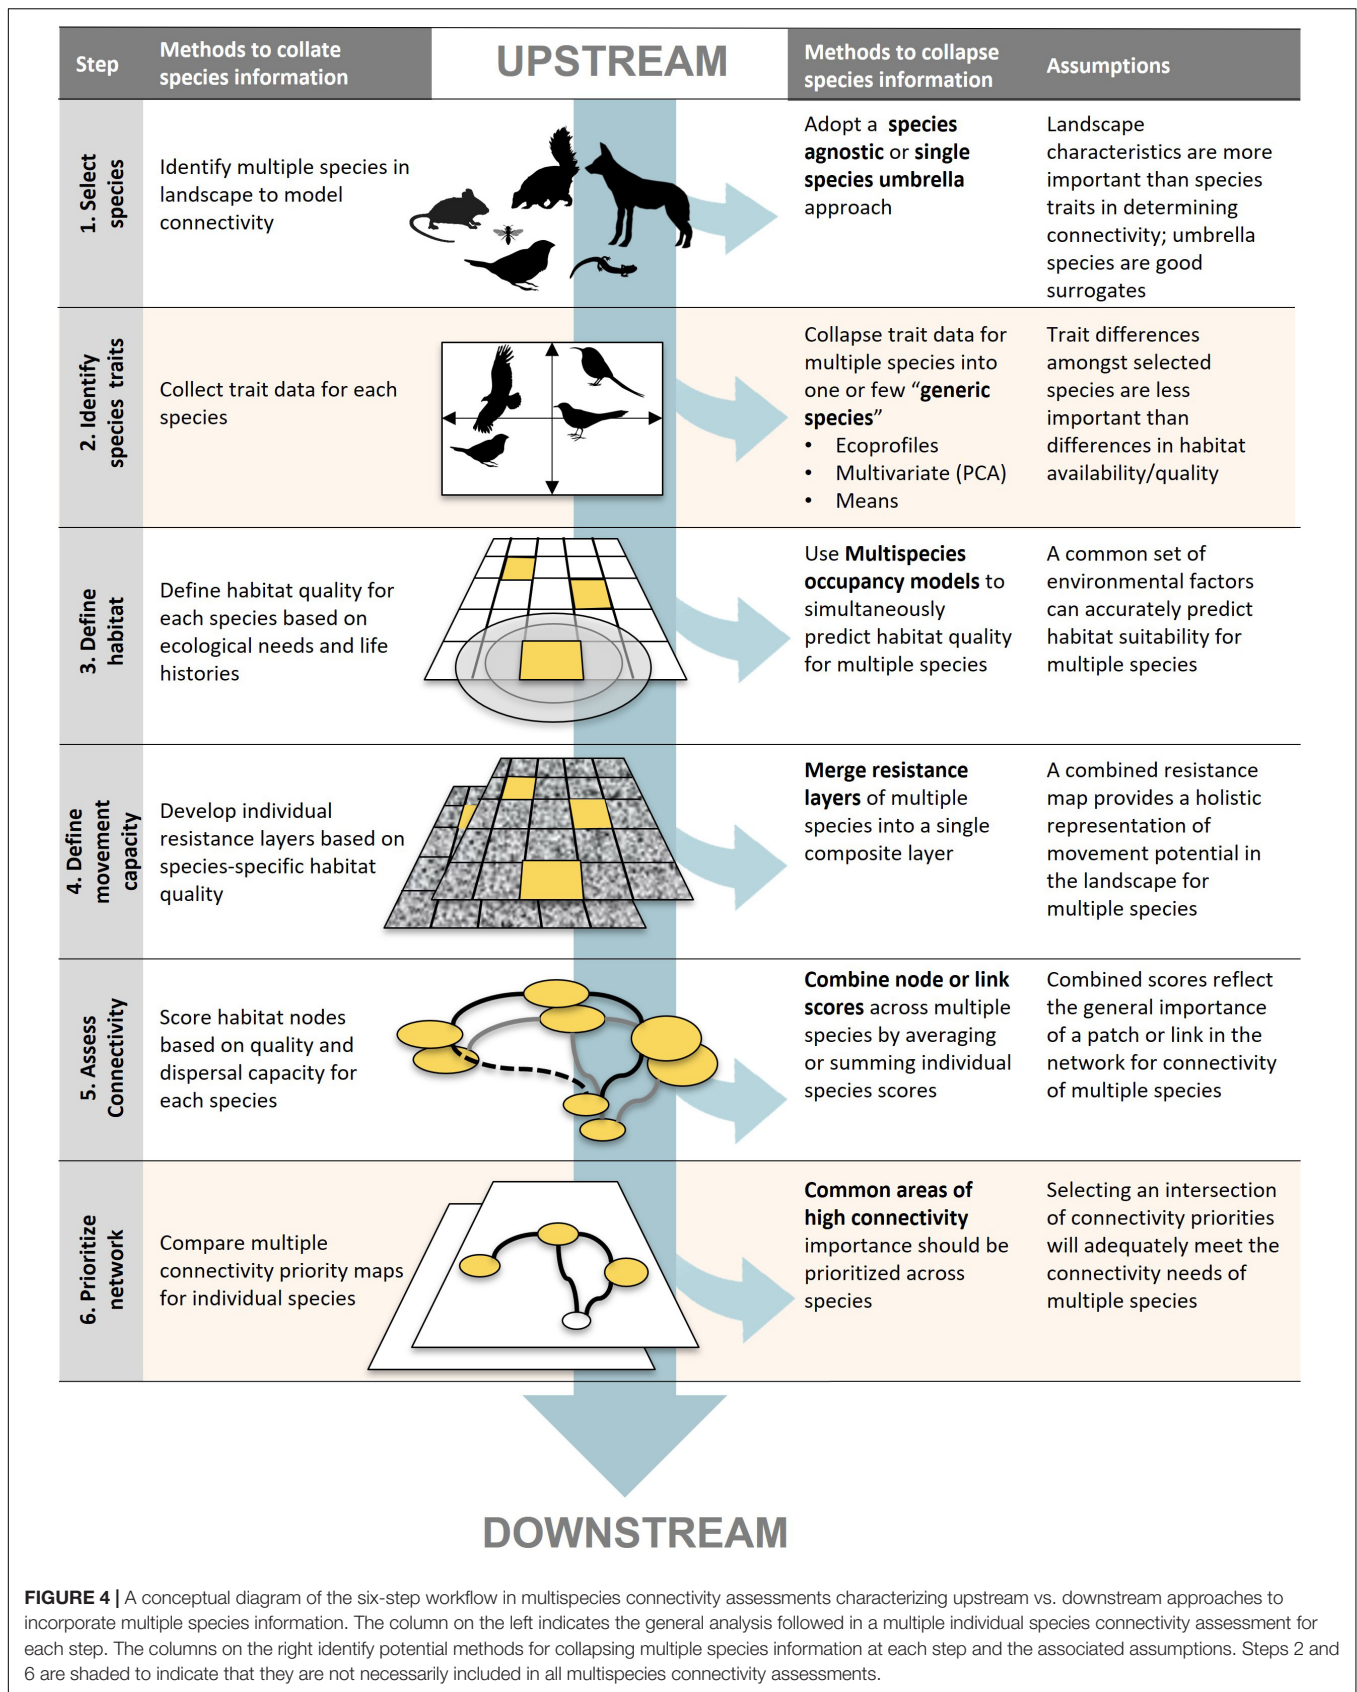 Step
Methods to collate
species information
UPSTREAM
Methods to collapse
species information
Assumptions
1. Select
species
Identify multiple species in
landscape to model
connectivity
Adopt a species
agnostic or single
species umbrella
approach
Landscape
characteristics are more
important than species
traits in determining
connectivity; umbrella
species are good
surrogates
2. Identify
species traits
Collect trait data for each
species
Collapse trait data for
multiple species into
one or few “generic
species”
• Ecoprofiles
• Multivariate (PCA)
• Means
Trait differences
amongst selected
species are less
important than
differences in habitat
availability/quality
3. Define
habitat
Define habitat quality for
each species based on
ecological needs and life
histories
Use Multispecies
occupancy models to
simultaneously
predict habitat quality
for multiple species
A common set of
environmental factors
can accurately predict
habitat suitability for
multiple species
4. Define
movement
capacity
Develop individual
resistance layers based on
species-specific habitat
quality
Merge resistance
layers of multiple
species into a single
composite layer
A combined resistance
map provides a holistic
representation of
movement potential in
the landscape for
multiple species
5. Assess
Connectivity
Score habitat nodes
based on quality and
dispersal capacity for
each species
Combine node or link
scores across multiple
species by averaging
or summing individual
species scores
Combined scores reflect
the general importance
of a patch or link in the
network for connectivity
of multiple species
6. Prioritize
network
Compare multiple
connectivity priority maps
for individual species
Common areas of
high connectivity
importance should be
prioritized across
species
Selecting an intersection
of connectivity priorities
will adequately meet the
connectivity needs of
multiple species
DOWNSTREAM
FIGURE 4 | A conceptual diagram of the six-step workflow in multispecies connectivity assessments characterizing upstream vs. downstream approaches to
incorporate multiple species information. The column on the left indicates the general analysis followed in a multiple individual species connectivity assessment for
each step. The columns on the right identify potential methods for collapsing multiple species information at each step and the associated assumptions. Steps 2 and
6 are shaded to indicate that they are not necessarily included in all multispecies connectivity assessments.